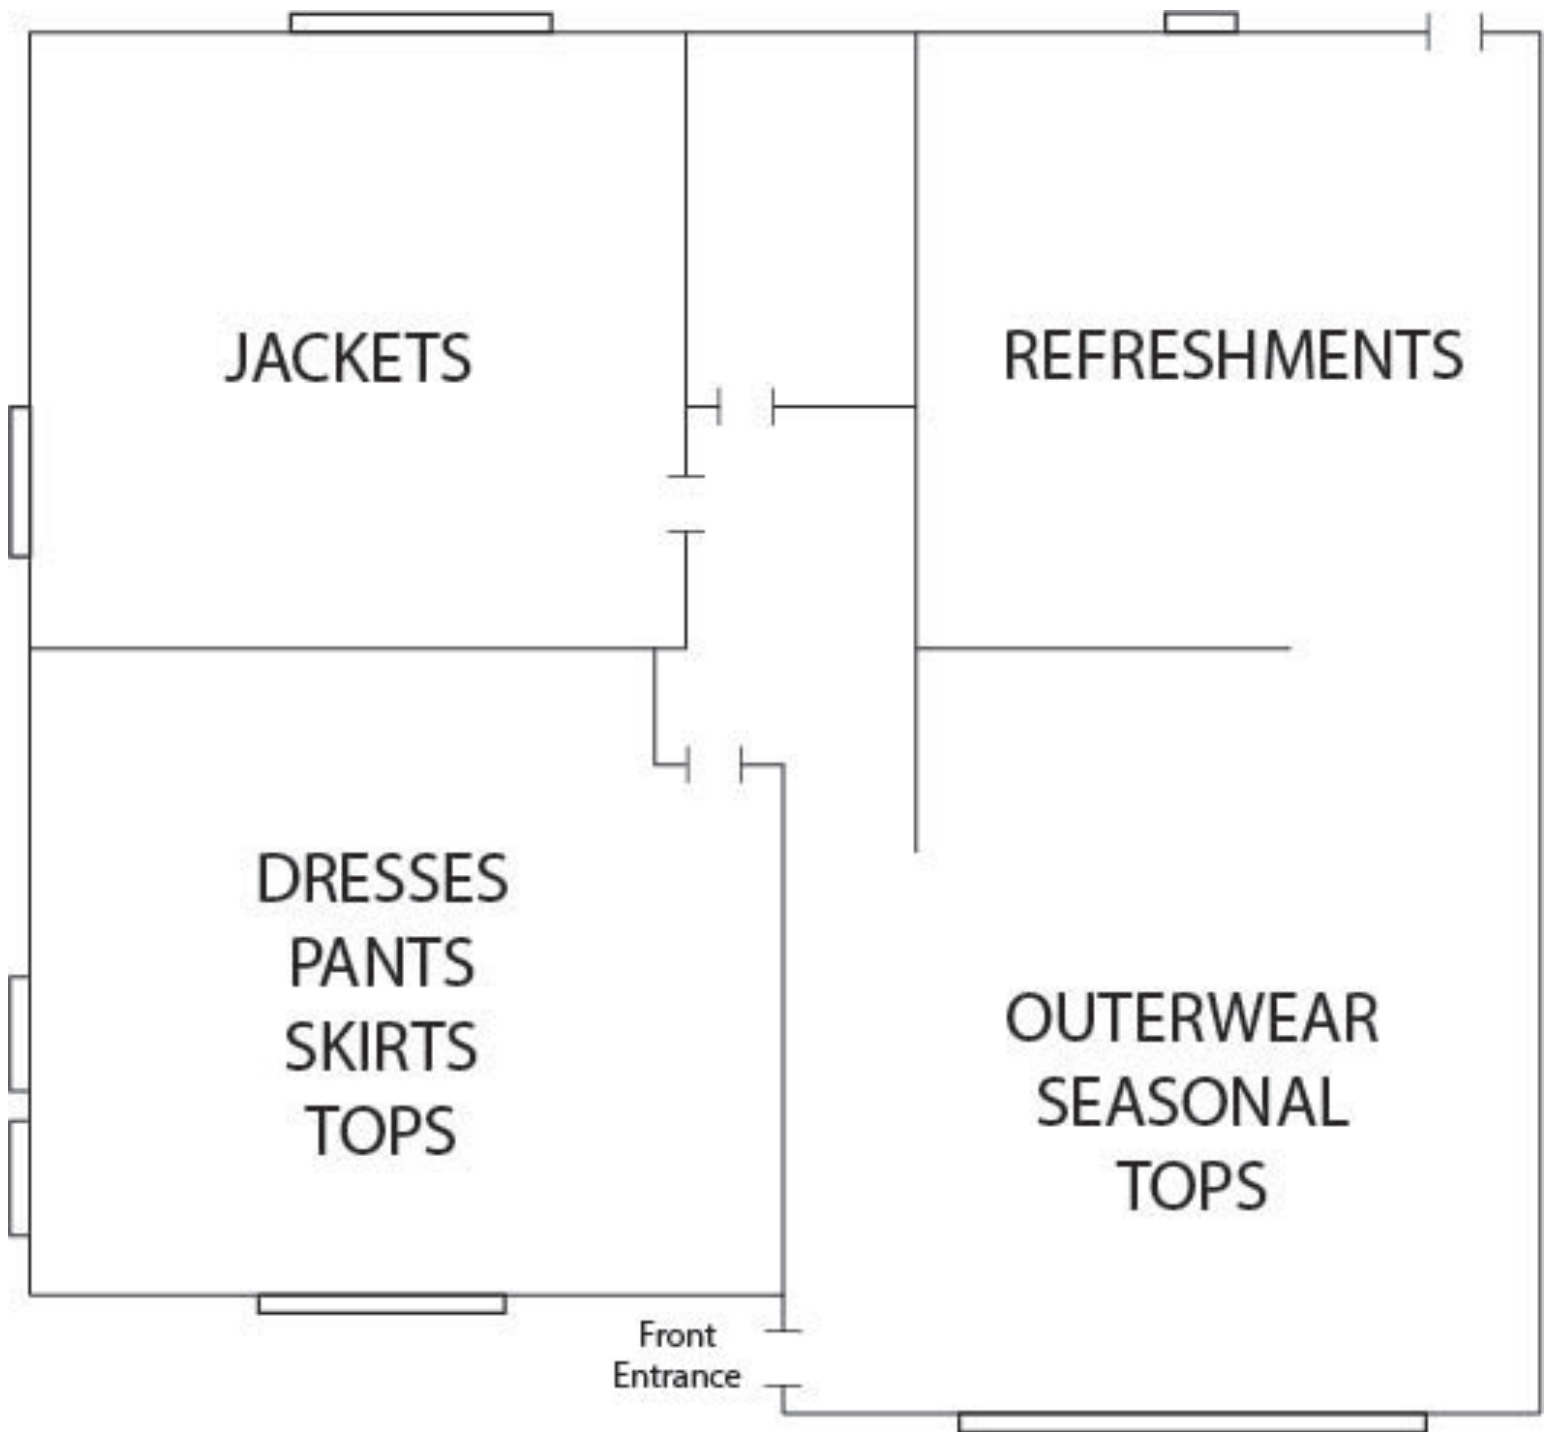 JACKETS
REFRESHMENTS
DRESSES
PANTS
SKIRTS
TOPS
OUTERWEAR
SEASONAL
TOPS
Front
Entrance